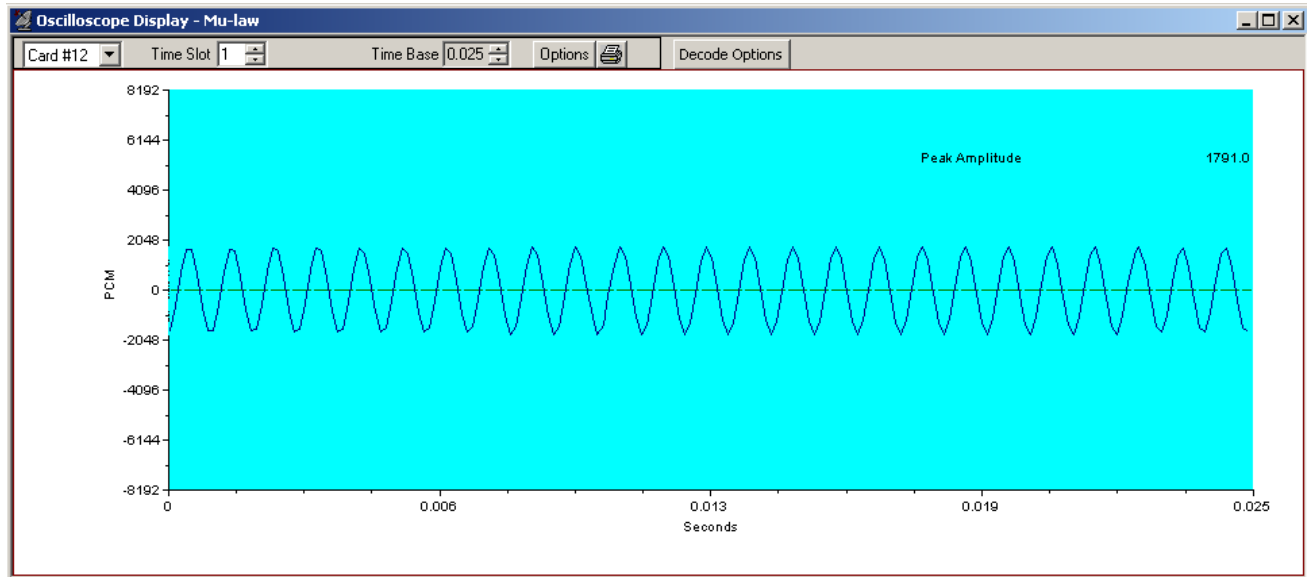 Oscilloscope Display - Mu-law
Card #12 Time Slot 1 Time Base 0.025 Options Decode Options
8192
6144
Peak Amplitude 1791.0
4096
2048
0
PCM
-2048
-4096
-6144
-8192
0 0.006 0.013 0.019 0.025
Seconds